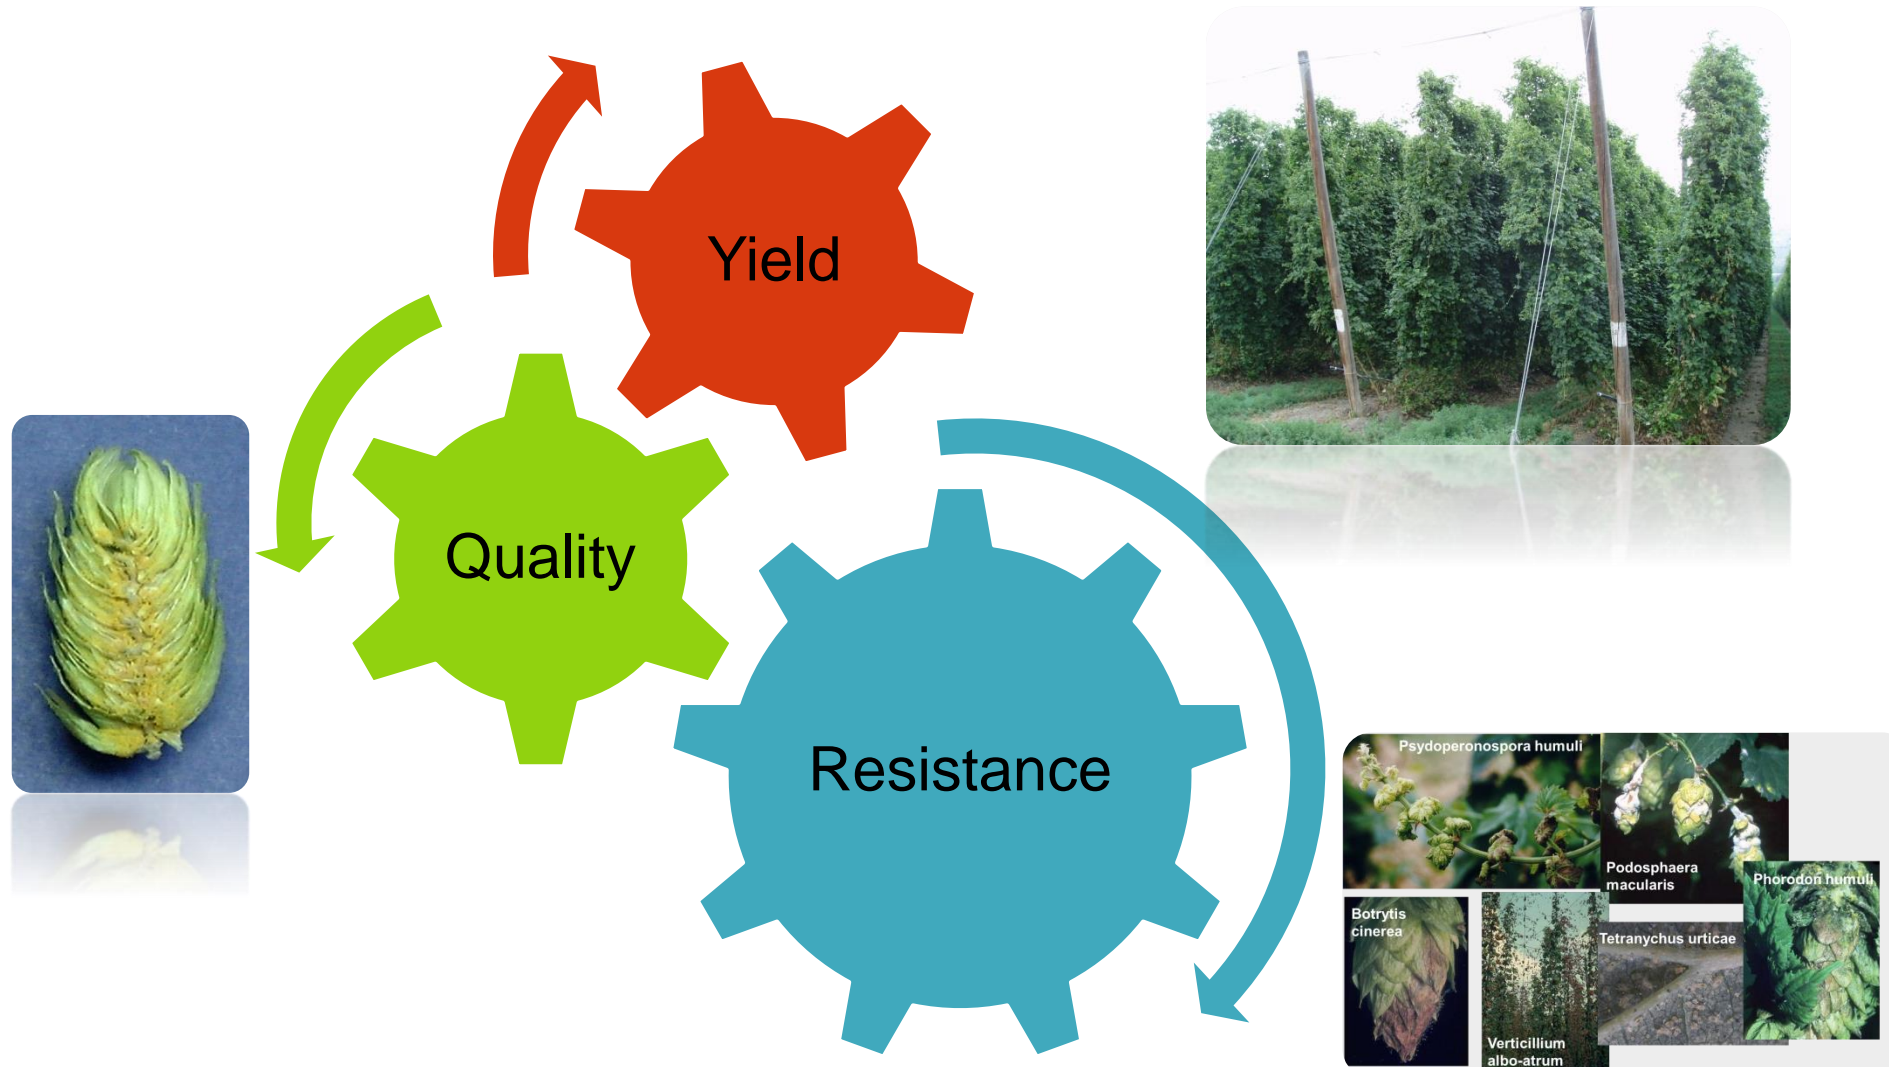 Yield
Quality
Resistance
Psydoperonospora humuli
Podosphaera
macularis
Phorodon humuli
Botrytis
cinerea
Tetranychus urticae
Verticillium
albo-atrum